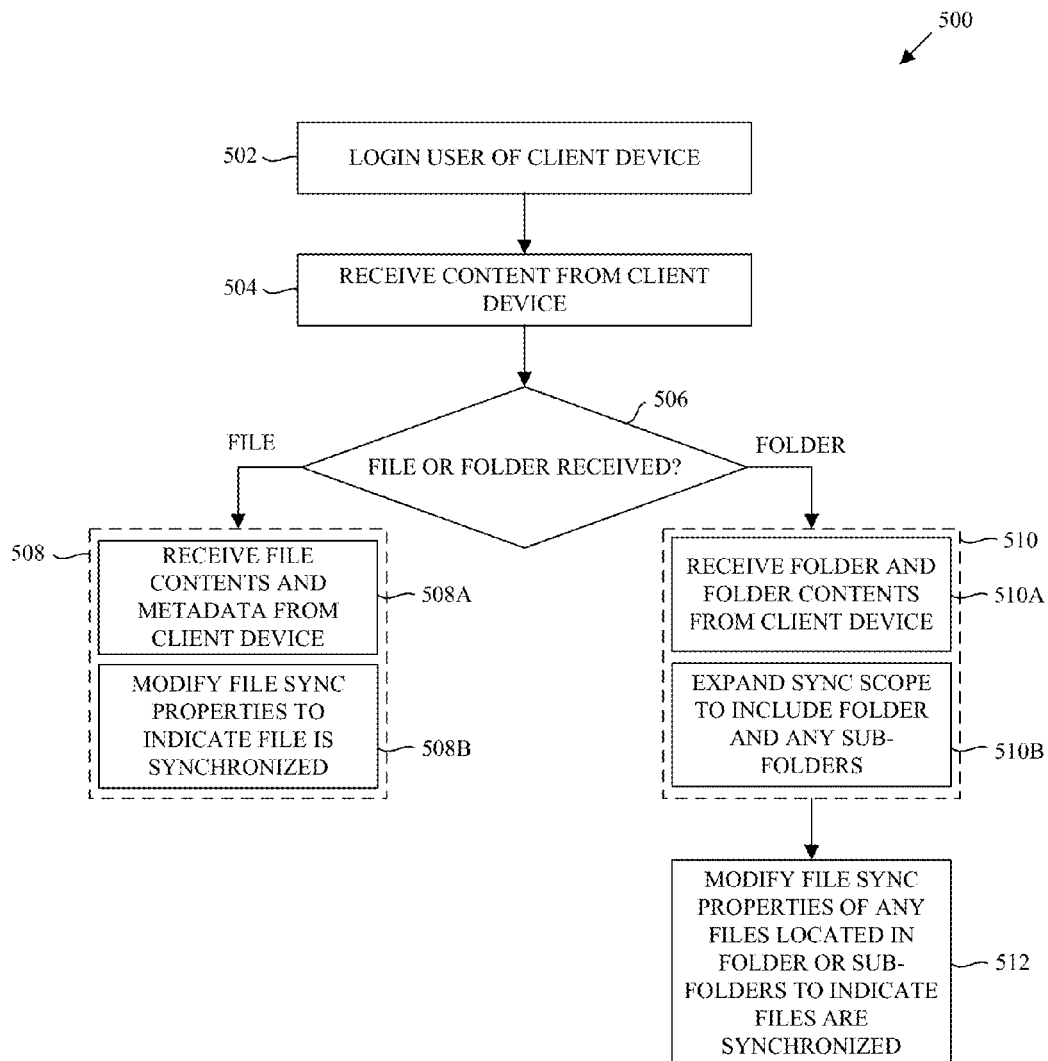 500
502
LOGIN USER OF CLIENT DEVICE
504
RECEIVE CONTENT FROM CLIENT
DEVICE
506
FILE
FOLDER
FILE OR FOLDER RECEIVED?
508
RECEIVE FILE
CONTENTS AND
METADATA FROM
CLIENT DEVICE
508A
MODIFY FILE SYNC
PROPERTIES TO
INDICATE FILE IS
SYNCHRONIZED
508B
510
RECEIVE FOLDER AND
FOLDER CONTENTS
FROM CLIENT DEVICE
510A
EXPAND SYNC SCOPE
TO INCLUDE FOLDER
AND ANY SUB-
FOLDERS
510B
MODIFY FILE SYNC
PROPERTIES OF ANY
FILES LOCATED IN
FOLDER OR SUB-
FOLDERS TO INDICATE
FILES ARE
SYNCHRONIZED
512